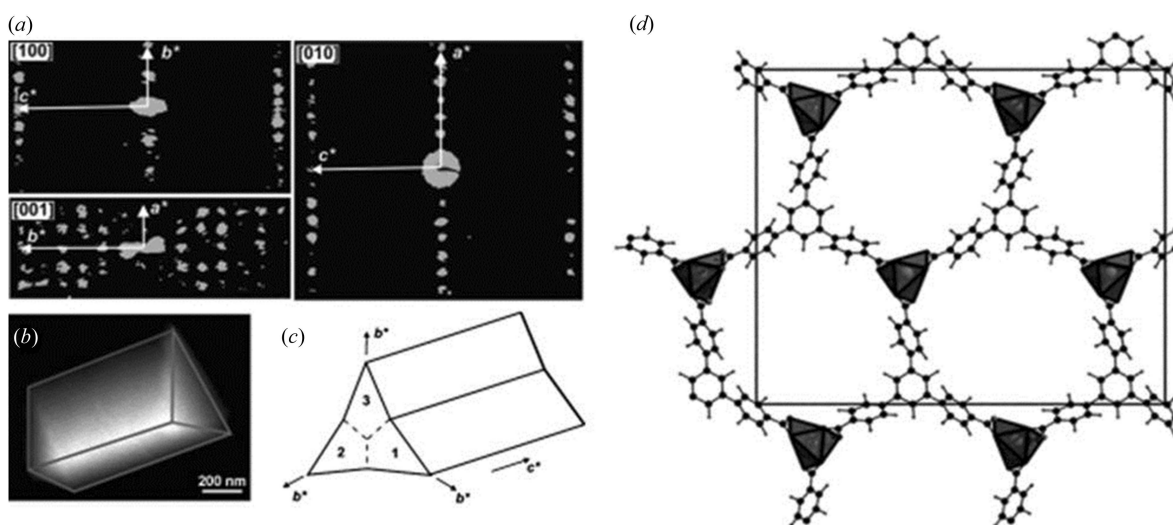 (a)
[100]
b*
c*
[010]
a*
c*
[001]
a*
b*
(b)
200 nm
(c)
b*
3
2
1
b*
b*
c*
(d)